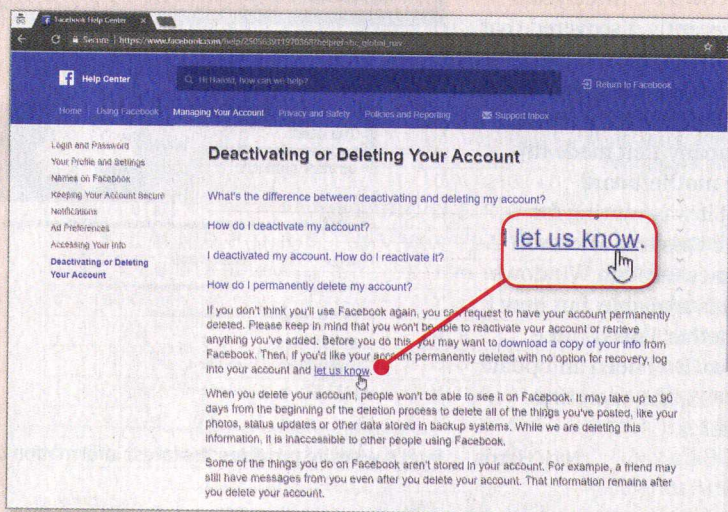 Facebook Help Center
Secure | https://www.facebook.com/help/
Help Center
how can we help?
Return to Facebook
Home
Using Facebook
Managing Your Account
Privacy and Safety
Policies and Reporting
Support Inbox
Login and Password
Your Profile and Settings
Names on Facebook
Keeping Your Account Secure
Notifications
Ad Preferences
Accessing Your Info
Deactivating or Deleting
Your Account
Deactivating or Deleting Your Account
What's the difference between deactivating and deleting my account?
How do I deactivate my account?
I deactivated my account. How do I reactivate it?
How do I permanently delete my account?
let us know.
If you don't think you'll use Facebook again, you can request to have your account permanently
deleted. Please keep in mind that you won't be able to reactivate your account or retrieve
anything you've added. Before you do this, you may want to download a copy of your info from
Facebook. Then, if you'd like your account permanently deleted with no option for recovery, log
into your account and let us know.
When you delete your account, people won't be able to see it on Facebook. It may take up to 90
days from the beginning of the deletion process to delete all of the things you've posted, like your
photos, status updates or other data stored in backup systems. While we are deleting this
information, it is inaccessible to other people using Facebook.
Some of the things you do on Facebook aren't stored in your account. For example, a friend may
still have messages from you even after you delete your account. That information remains after
you delete your account.